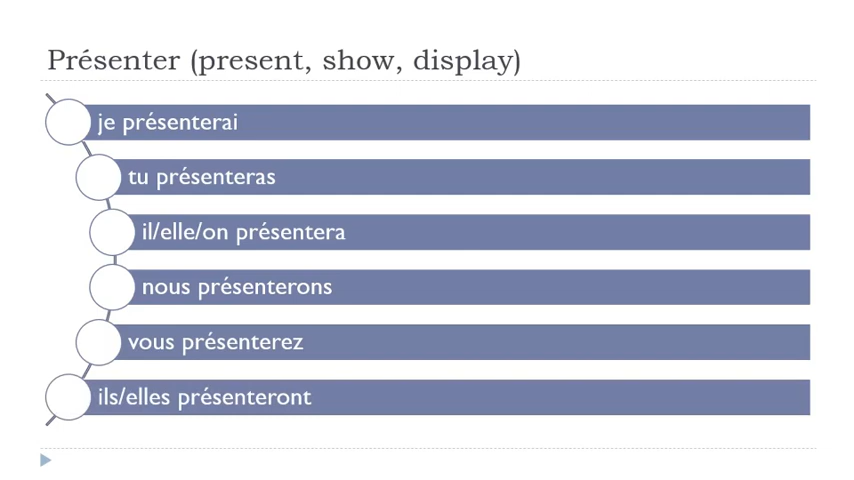 Présenter (present, show, display)
je présenterai
tu présenteras
il/elle/on présentera
nous présenterons
vous présenterez
ils/elles présenteront